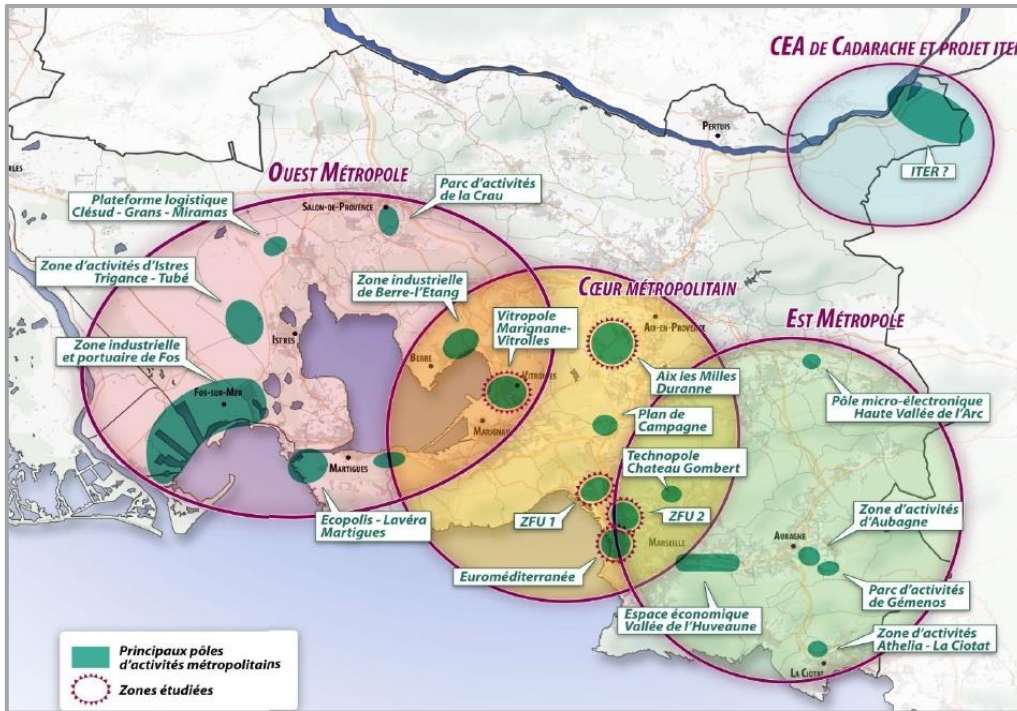 CEA DE CADARACHE ET PROJET ITER
PERTUIS
ITER ?
OUEST MÉTROPOLE
Parc d'activités
de la Crau
Plateforme logistique
Clésud - Grans - Miramas
SALON-DE-PROVENCE
Zone d'activités d'Istres
Trigance - Tubé
Zone industrielle
de Berre-l'Etang
CŒUR MÉTROPOLITAIN
Vitropole
Marignane-
Vitrolles
AIX-EN-PROVENCE
EST MÉTROPOLE
Zone industrielle
et portuaire de Fos
ISTRES
BERRE
VITROLLES
Aix les Milles
Duranne
Pôle micro-électronique
Haute Vallée de l'Arc
FOS-SUR-MER
MARIGNANE
Plan de
Campagne
MARTIGUES
Technopole
Chateau Gombert
Ecopolis - Lavéra
Martigues
ZFU 1
ZFU 2
Zone d'activités
d'Aubagne
MARSEILLE
AUBAGNE
Euroméditerranée
Parc d'activités
de Gémenos
Espace économique
Vallée de l'Huveaune
Zone d'activités
Athelia - La Ciotat
LA CIOTAT
Principaux pôles
d'activités métropolitains
Zones étudiées